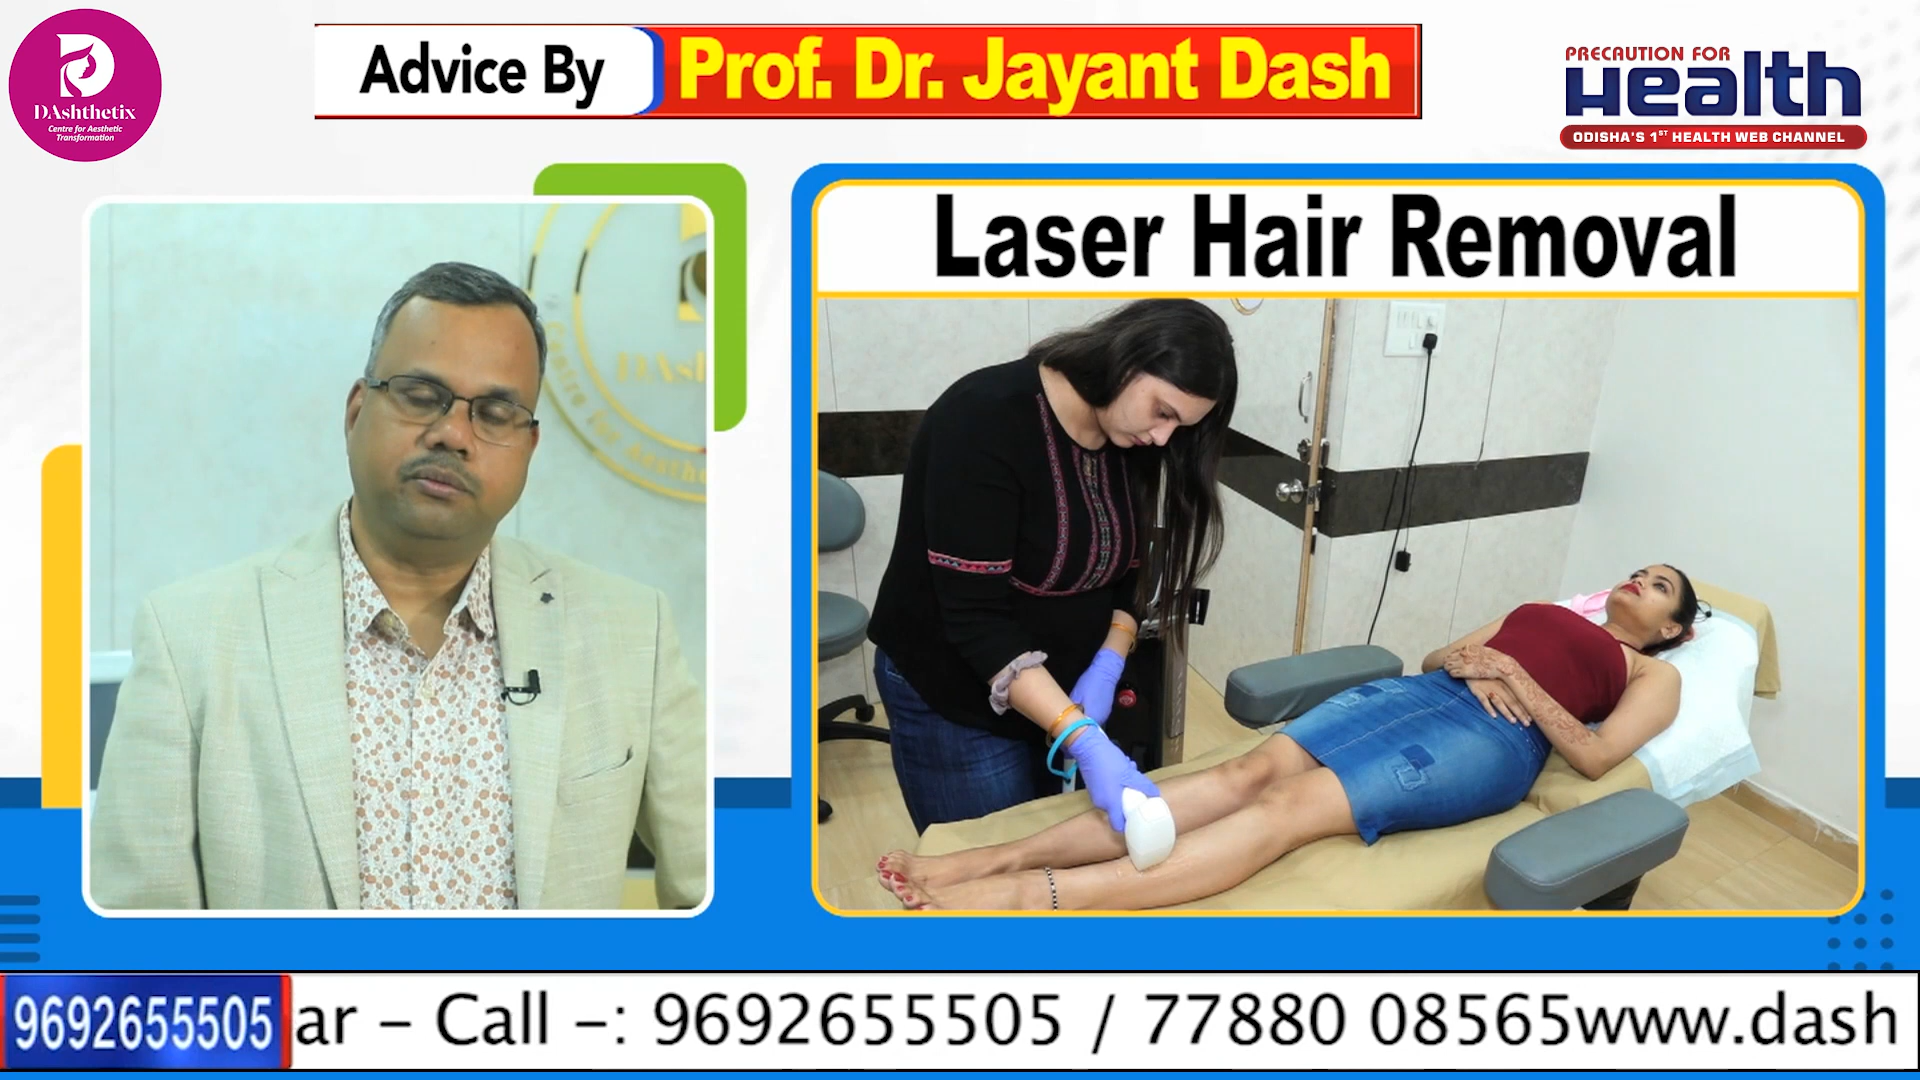 DAshthetix
Centre for Aesthetic
Transformation
Advice By
Prof. Dr. Jayant Dash
PRECAUTION FOR
Health
ODISHA'S 1ST HEALTH WEB CHANNEL
Laser Hair Removal
9692655505
ar – Call –: 9692655505 / 77880 08565www.dash